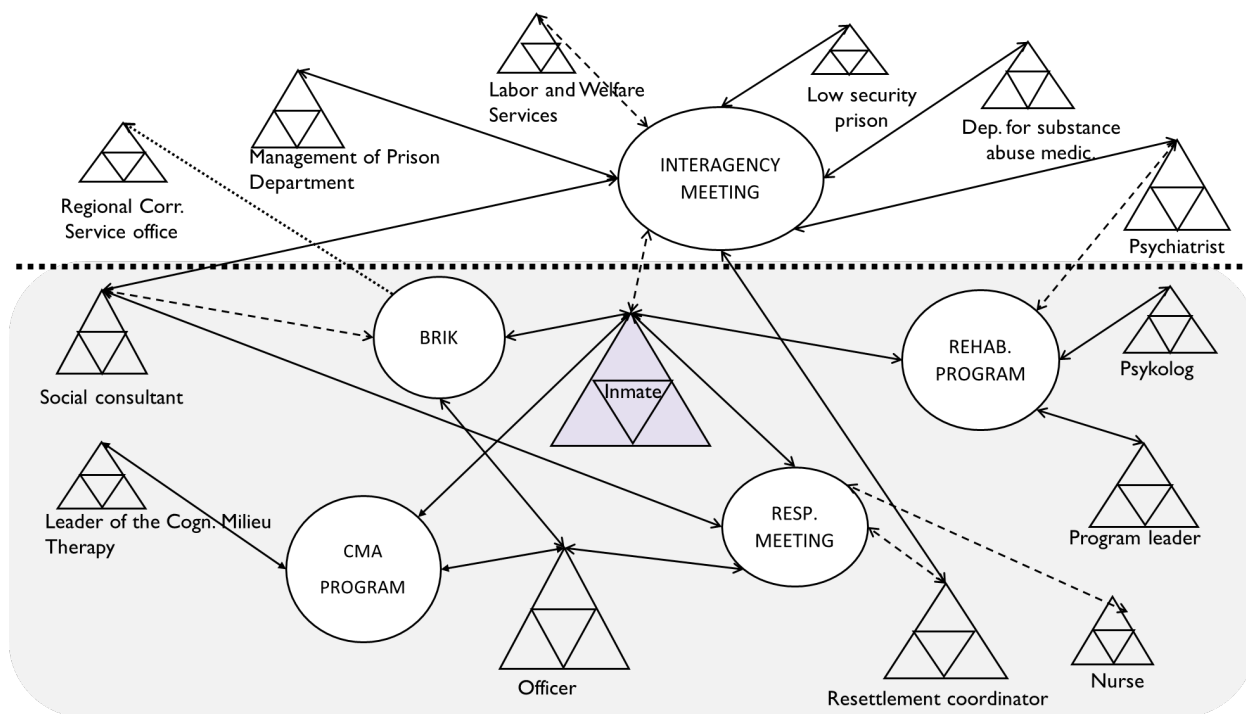 Labor and Welfare
Services
Low security
prison
Dep. for substance
abuse medic.
Management of Prison
Department
INTERAGENCY
MEETING
Regional Corr.
Service office
Psychiatrist
BRIK
REHAB.
PROGRAM
Psykolog
Social consultant
Inmate
Leader of the Cogn. Milieu
Therapy
CMA
PROGRAM
RESP.
MEETING
Program leader
Officer
Resettlement coordinator
Nurse